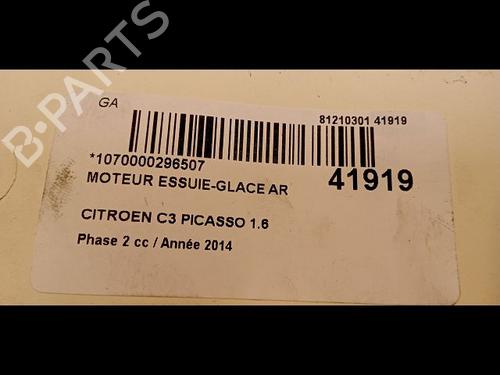 B-PARTS
GA
81210301 41919
*1070000296507
MOTEUR ESSUIE-GLACE AR
41919
CITROEN C3 PICASSO 1.6
Phase 2 cc / Année 2014